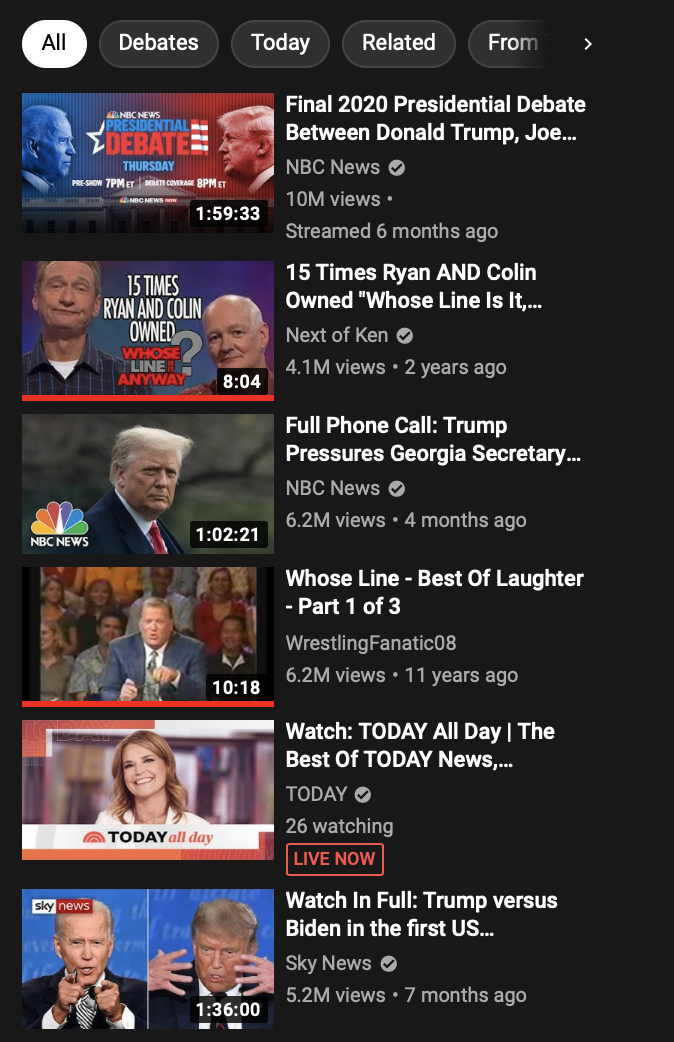 All
Debates
Today
Related
From
NBC NEWS
PRESIDENTIAL
DEBATE
THURSDAY
PRE-SHOW 7PM ET | DEBATE COVERAGE 8PM ET
NBC NEWS NOW
1:59:33
Final 2020 Presidential Debate
Between Donald Trump, Joe...
NBC News
10M views •
Streamed 6 months ago
15 TIMES
RYAN AND COLIN
OWNED
WHOSE
LINE IS IT
ANYWAY?
8:04
15 Times Ryan AND Colin
Owned "Whose Line Is It,...
Next of Ken
4.1M views • 2 years ago
NBC NEWS
1:02:21
Full Phone Call: Trump
Pressures Georgia Secretary...
NBC News
6.2M views • 4 months ago
10:18
Whose Line - Best Of Laughter
- Part 1 of 3
WrestlingFanatic08
6.2M views • 11 years ago
TODAY
TODAY all day
Watch: TODAY All Day | The
Best Of TODAY News,...
TODAY
26 watching
LIVE NOW
sky news
1:36:00
Watch In Full: Trump versus
Biden in the first US...
Sky News
5.2M views • 7 months ago